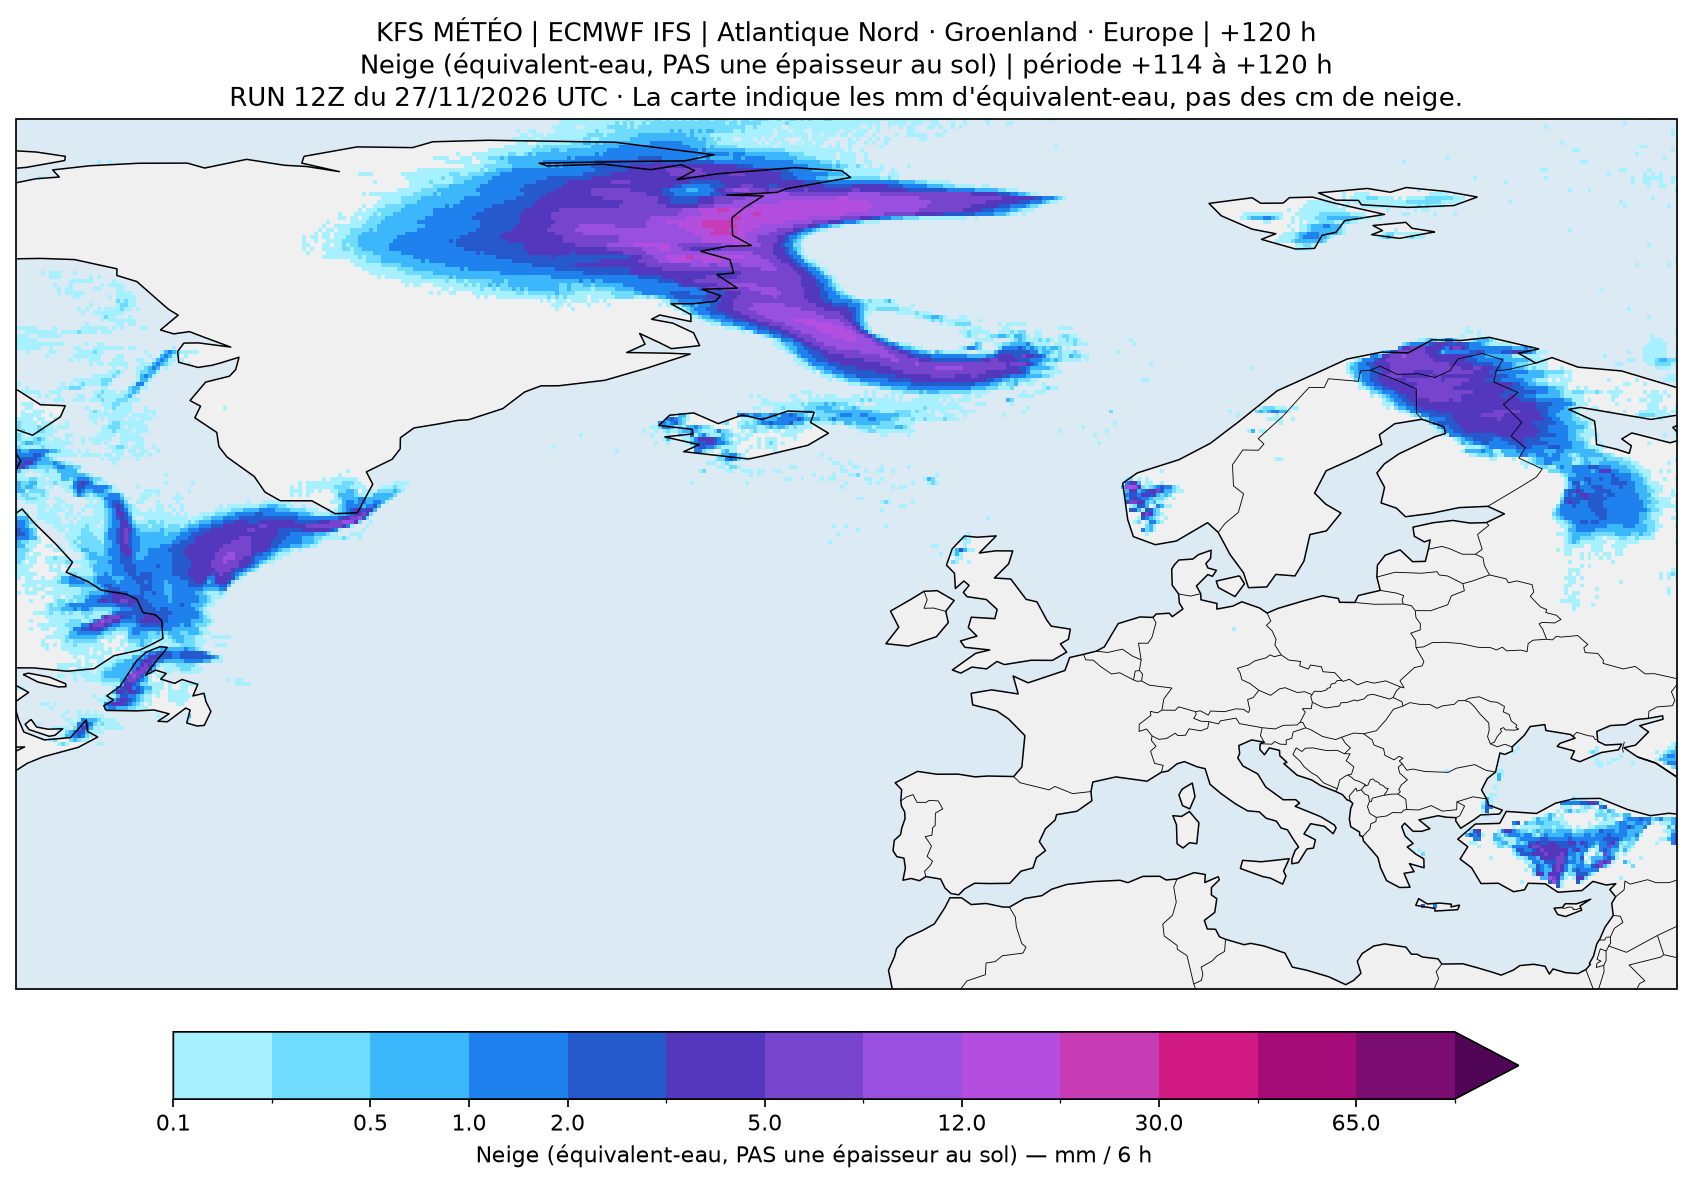 KFS MÉTÉO | ECMWF IFS | Atlantique Nord · Groenland · Europe | +120 h
Neige (équivalent-eau, PAS une épaisseur au sol) | période +114 à +120 h
RUN 12Z du 27/11/2026 UTC · La carte indique les mm d'équivalent-eau, pas des cm de neige.
0.1 0.5 1.0 2.0 5.0 12.0 30.0 65.0
Neige (équivalent-eau, PAS une épaisseur au sol) — mm / 6 h